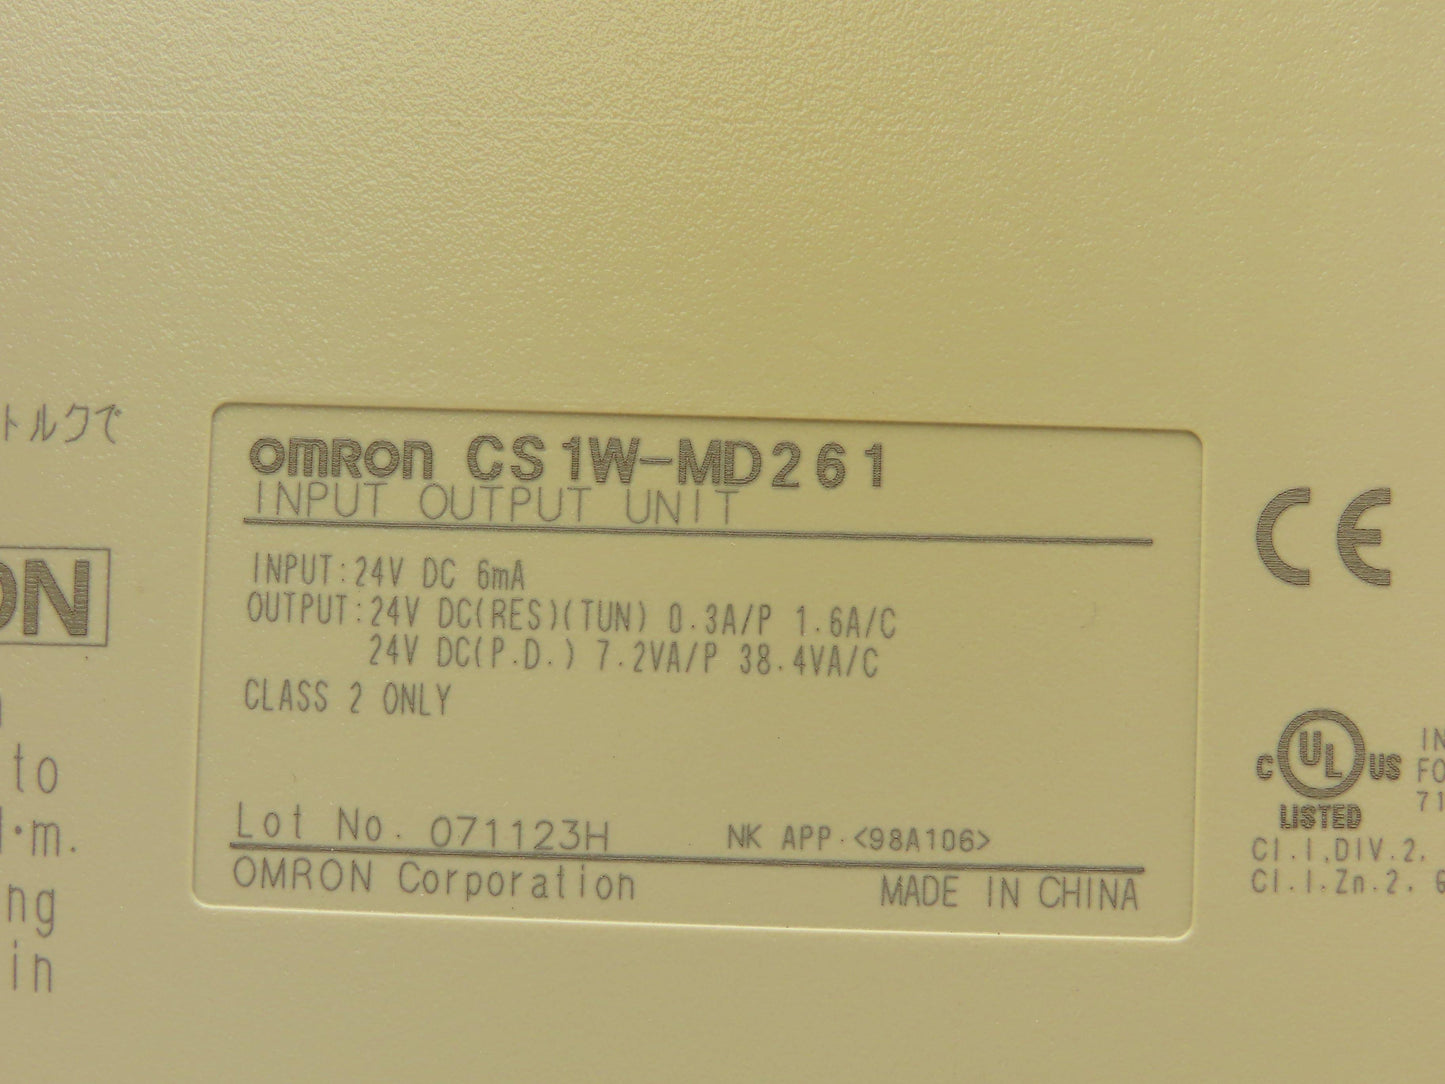 トルクで
ON
to
m.
ng
in
omron CS1W-MD261
INPUT OUTPUT UNIT
INPUT:24V DC 6mA
OUTPUT:24V DC(RES)(TUN) 0.3A/P 1.6A/C
24V DC(P.D.) 7.2VA/P 38.4VA/C
CLASS 2 ONLY
Lot No. 071123H NK APP.<98A106>
OMRON Corporation MADE IN CHINA
CE
C UL US
LISTED
IN
FO
71
CI.I,DIV.2.
CI.I.Zn.2.